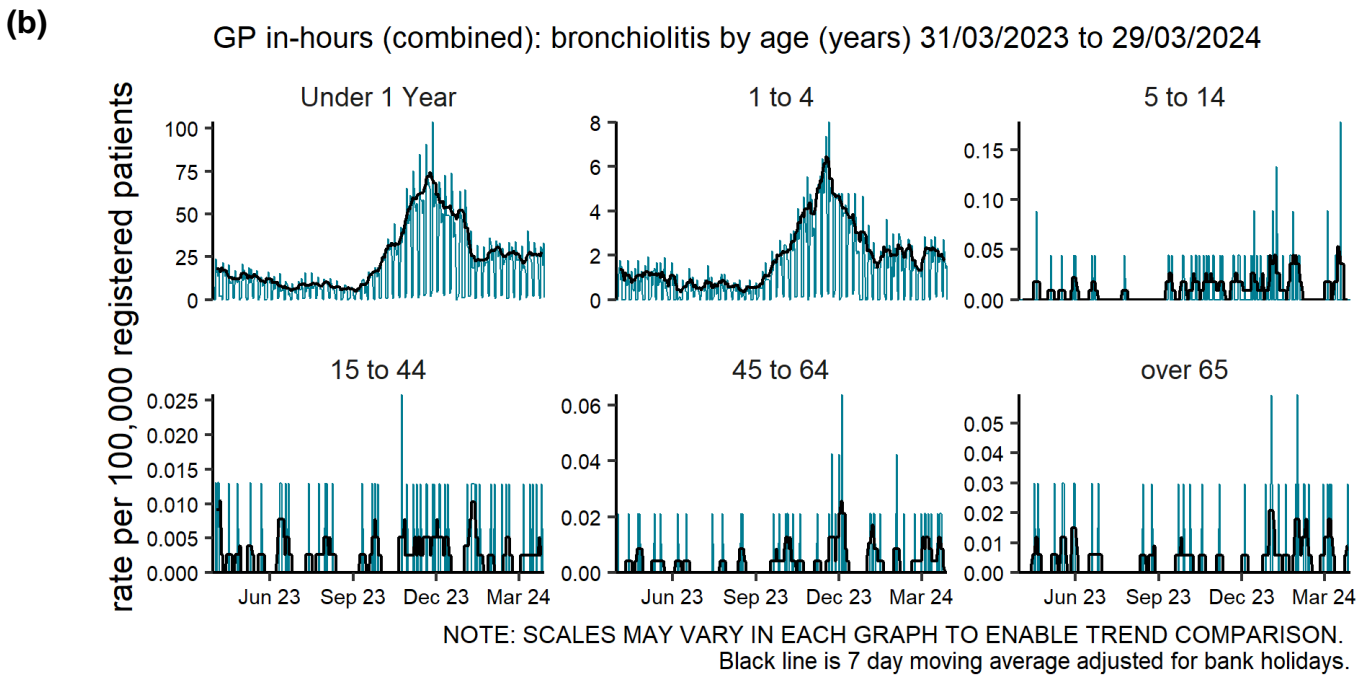 (b)
GP in-hours (combined): bronchiolitis by age (years) 31/03/2023 to 29/03/2024
rate per 100,000 registered patients
Under 1 Year
100
75
50
25
0
1 to 4
8
6
4
2
0
5 to 14
0.15
0.10
0.05
0.00
15 to 44
0.025
0.020
0.015
0.010
0.005
0.000
Jun 23 Sep 23 Dec 23 Mar 24
45 to 64
0.06
0.04
0.02
0.00
Jun 23 Sep 23 Dec 23 Mar 24
over 65
0.05
0.04
0.03
0.02
0.01
0.00
Jun 23 Sep 23 Dec 23 Mar 24
NOTE: SCALES MAY VARY IN EACH GRAPH TO ENABLE TREND COMPARISON.
Black line is 7 day moving average adjusted for bank holidays.